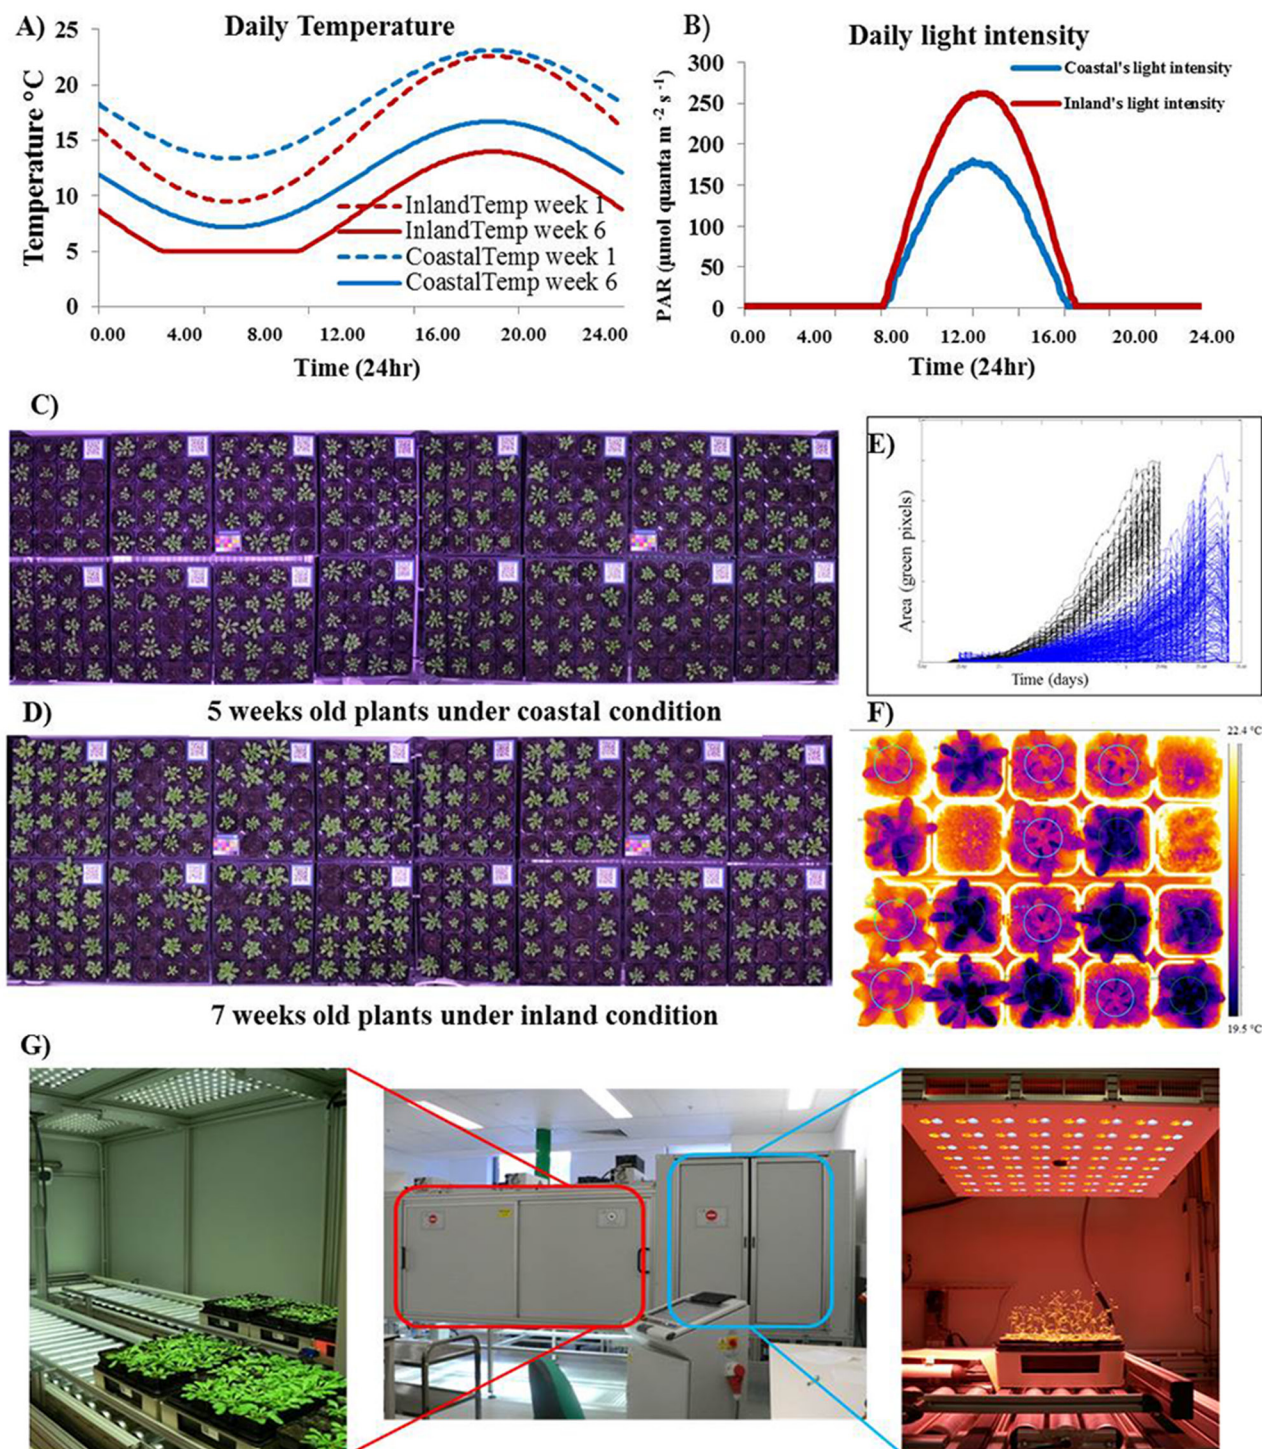 A)
Daily Temperature
Temperature °C
25
20
15
10
5
0
InlandTemp week 1
InlandTemp week 6
CoastalTemp week 1
CoastalTemp week 6
0.00 4.00 8.00 12.00 16.00 20.00 24.00
Time (24hr)
B)
Daily light intensity
PAR (µmol quanta m⁻² s⁻¹)
300
250
200
150
100
50
0
Coastal's light intensity
Inland's light intensity
0.00 4.00 8.00 12.00 16.00 20.00 24.00
Time (24hr)
C)
5 weeks old plants under coastal condition
E)
Area (green pixels)
Time (days)
D)
7 weeks old plants under inland condition
F)
22.4 °C
19.5 °C
G)